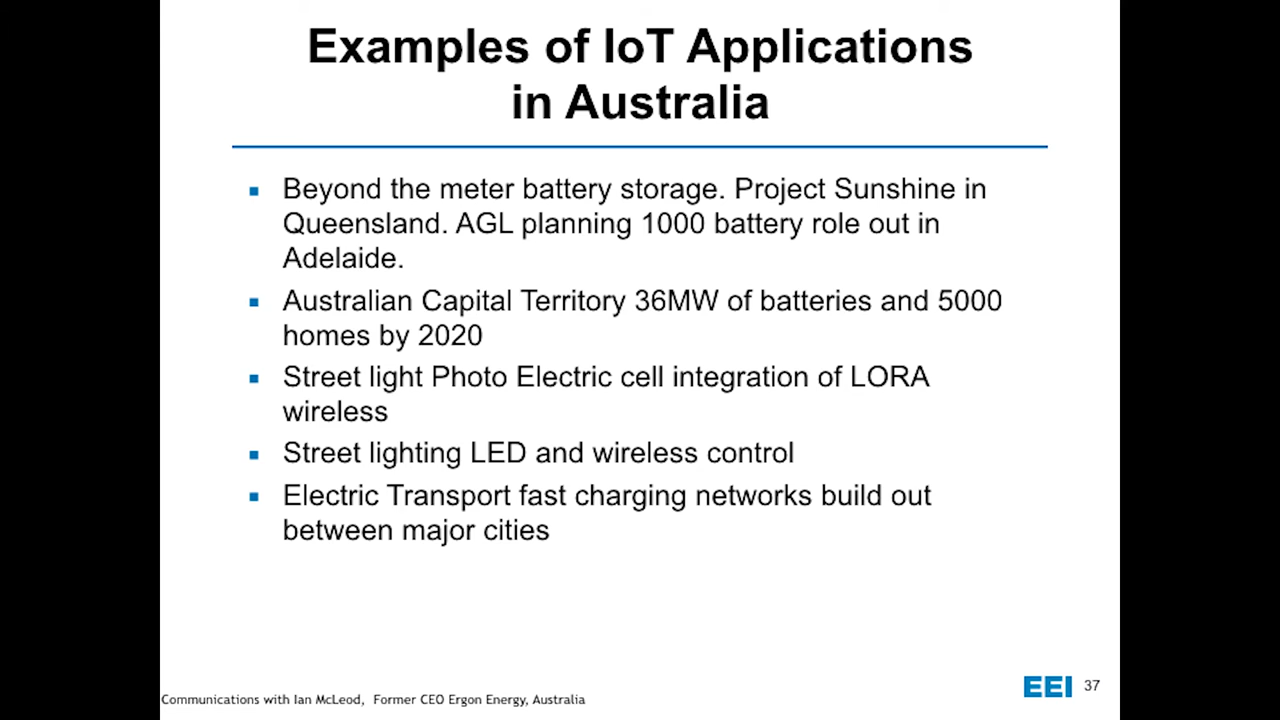 Examples of IoT Applications
in Australia
Beyond the meter battery storage. Project Sunshine in
Queensland. AGL planning 1000 battery role out in
Adelaide.
Australian Capital Territory 36MW of batteries and 5000
homes by 2020
Street light Photo Electric cell integration of LORA
wireless
Street lighting LED and wireless control
Electric Transport fast charging networks build out
between major cities
Communications with Ian McLeod, Former CEO Ergon Energy, Australia
EEI 37